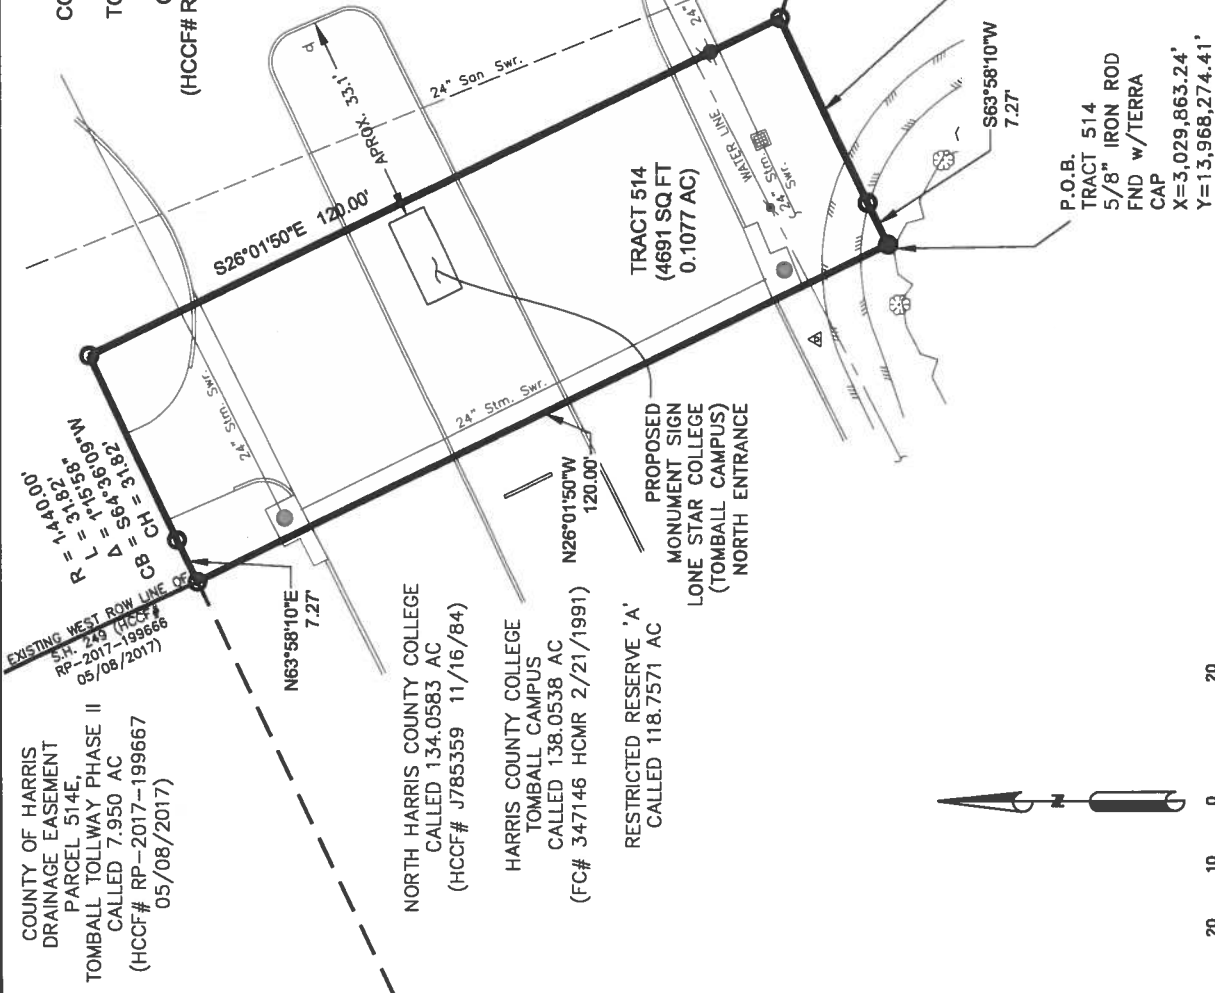 CO
TO
C
(HCCF# R
R = 1,440.00'
L = 31.82'
Δ = 1°15'58"
CB = S64°36'09"W
CH = 31.82'
EXISTING WEST ROW LINE OF
S.H. 249 (HCCF#
RP-2017-199666
05/08/2017)
COUNTY OF HARRIS
DRAINAGE EASEMENT
PARCEL 514E,
TOMBALL TOLLWAY PHASE II
CALLED 7.950 AC
(HCCF# RP-2017-199667
05/08/2017)
N63°58'10"E
7.27'
24" Stm. Swr.
S26°01'50"E 120.00'
24" San Swr.
APROX. 33.1'
24" Stm. Swr.
24"
WATER LINE
24" Stm.
Swr.
TRACT 514
(4691 SQ FT
0.1077 AC)
S63°58'10"W
7.27'
P.O.B.
TRACT 514
5/8" IRON ROD
FND w/TERRA
CAP
X=3,029,863.24'
Y=13,968,274.41'
N26°01'50"W
120.00'
PROPOSED
MONUMENT SIGN
LONE STAR COLLEGE
(TOMBALL CAMPUS)
NORTH ENTRANCE
NORTH HARRIS COUNTY COLLEGE
CALLED 134.0583 AC
(HCCF# J785359 11/16/84)
HARRIS COUNTY COLLEGE
TOMBALL CAMPUS
CALLED 138.0538 AC
(FC# 347146 HCMR 2/21/1991)
RESTRICTED RESERVE 'A'
CALLED 118.7571 AC
N
20 10 0 20